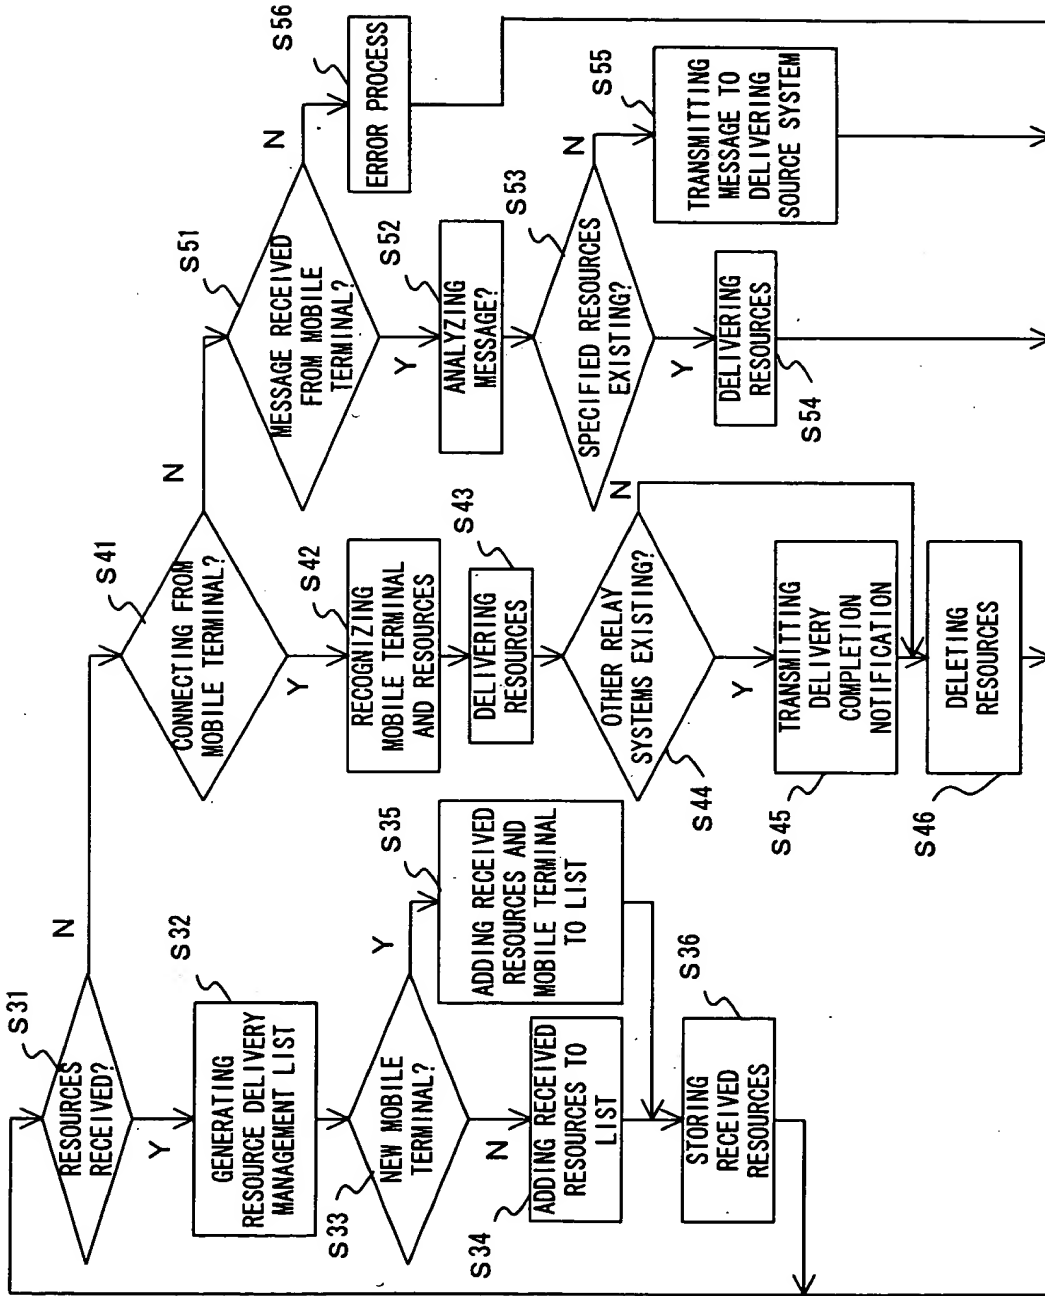 S31
RESOURCES
RECEIVED?
N
Y
S32
GENERATING
RESOURCE DELIVERY
MANAGEMENT LIST
S33
NEW MOBILE
TERMINAL?
Y
N
S34
ADDING RECEIVED
RESOURCES TO
LIST
S35
ADDING RECEIVED
RESOURCES AND
MOBILE TERMINAL
TO LIST
S36
STORING
RECEIVED
RESOURCES
S41
CONNECTING FROM
MOBILE TERMINAL?
N
Y
S42
RECOGNIZING
MOBILE TERMINAL
AND RESOURCES
S43
DELIVERING
RESOURCES
S44
OTHER RELAY
SYSTEMS EXISTING?
N
Y
S45
TRANSMITTING
DELIVERY
COMPLETION
NOTIFICATION
S46
DELETING
RESOURCES
S51
MESSAGE RECEIVED
FROM MOBILE
TERMINAL?
N
Y
S52
ANALYZING
MESSAGE?
S53
SPECIFIED RESOURCES
EXISTING?
N
Y
S54
DELIVERING
RESOURCES
S55
TRANSMITTING
MESSAGE TO
DELIVERING
SOURCE SYSTEM
S56
ERROR PROCESS